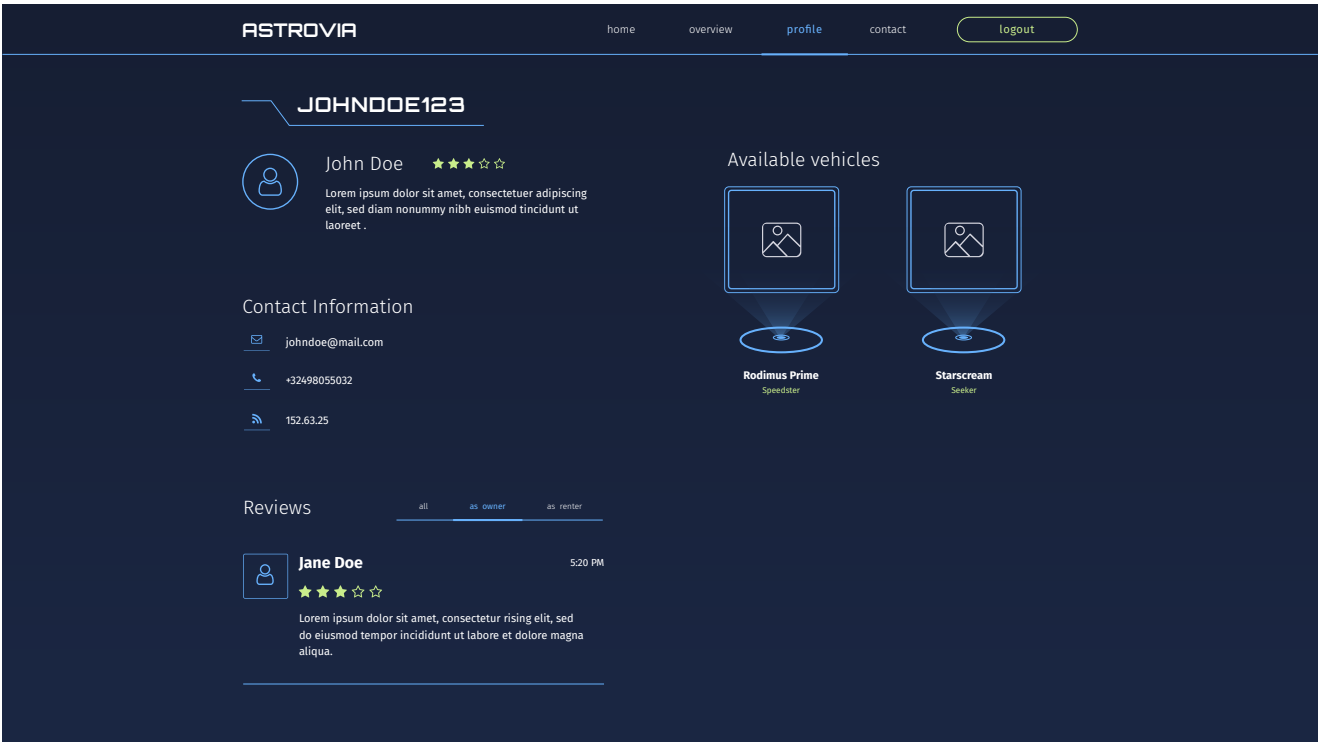 ASTROVIA
home overview profile contact logout
JOHNDOE123
John Doe
Lorem ipsum dolor sit amet, consectetuer adipiscing
elit, sed diam nonummy nibh euismod tincidunt ut
laoreet .
Available vehicles
Rodimus Prime
Speedster
Starscream
Seeker
Contact Information
johndoe@mail.com
+32498055032
152.63.25
Reviews
all as owner as renter
Jane Doe 5:20 PM
Lorem ipsum dolor sit amet, consectetur rising elit, sed
do eiusmod tempor incididunt ut labore et dolore magna
aliqua.